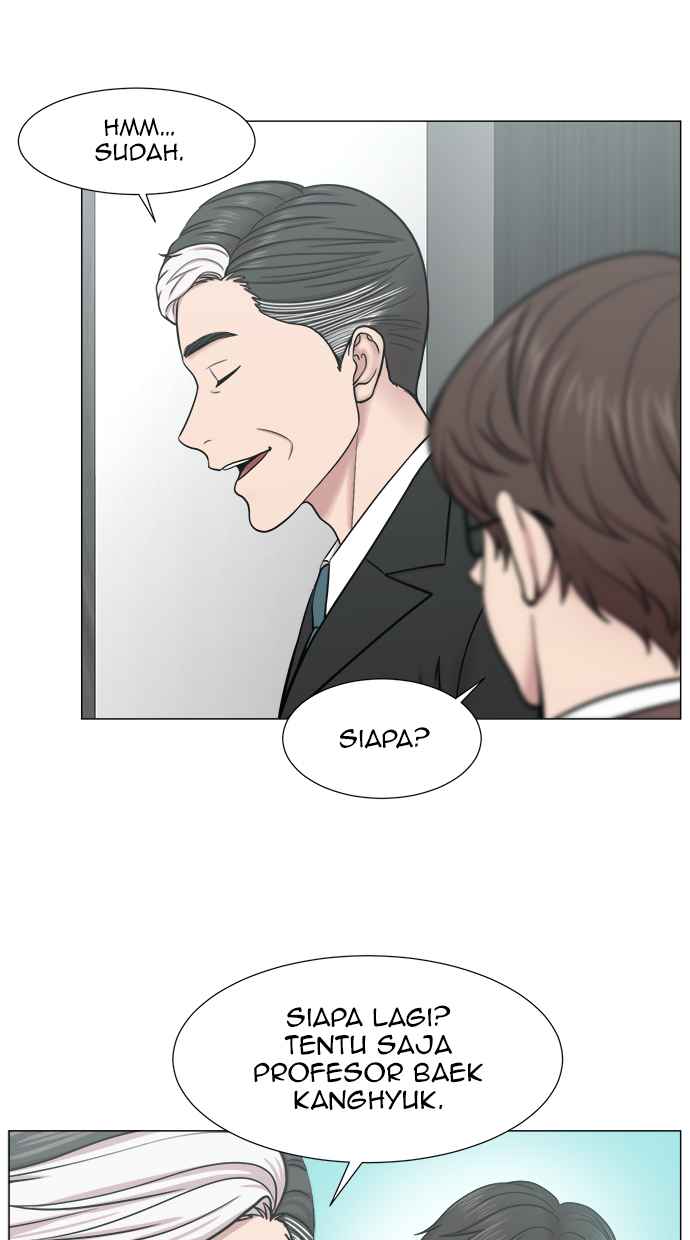 HMM...
SUDAH.
SIAPA?
SIAPA LAGI?
TENTU SAJA
PROFESOR BAEK
KANGHYUK.